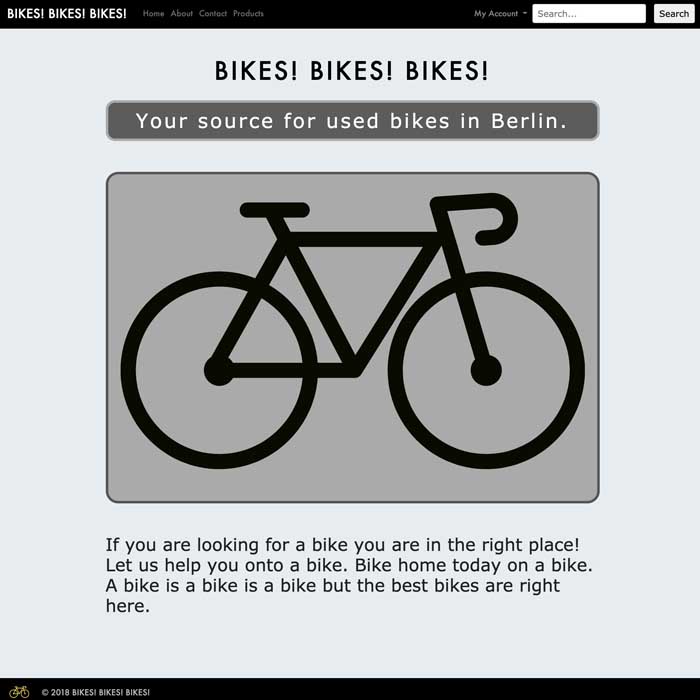 BIKES! BIKES! BIKES! Home About Contact Products My Account Search... Search
BIKES! BIKES! BIKES!
Your source for used bikes in Berlin.
If you are looking for a bike you are in the right place!
Let us help you onto a bike. Bike home today on a bike.
A bike is a bike is a bike but the best bikes are right
here.
© 2018 BIKES! BIKES! BIKES!